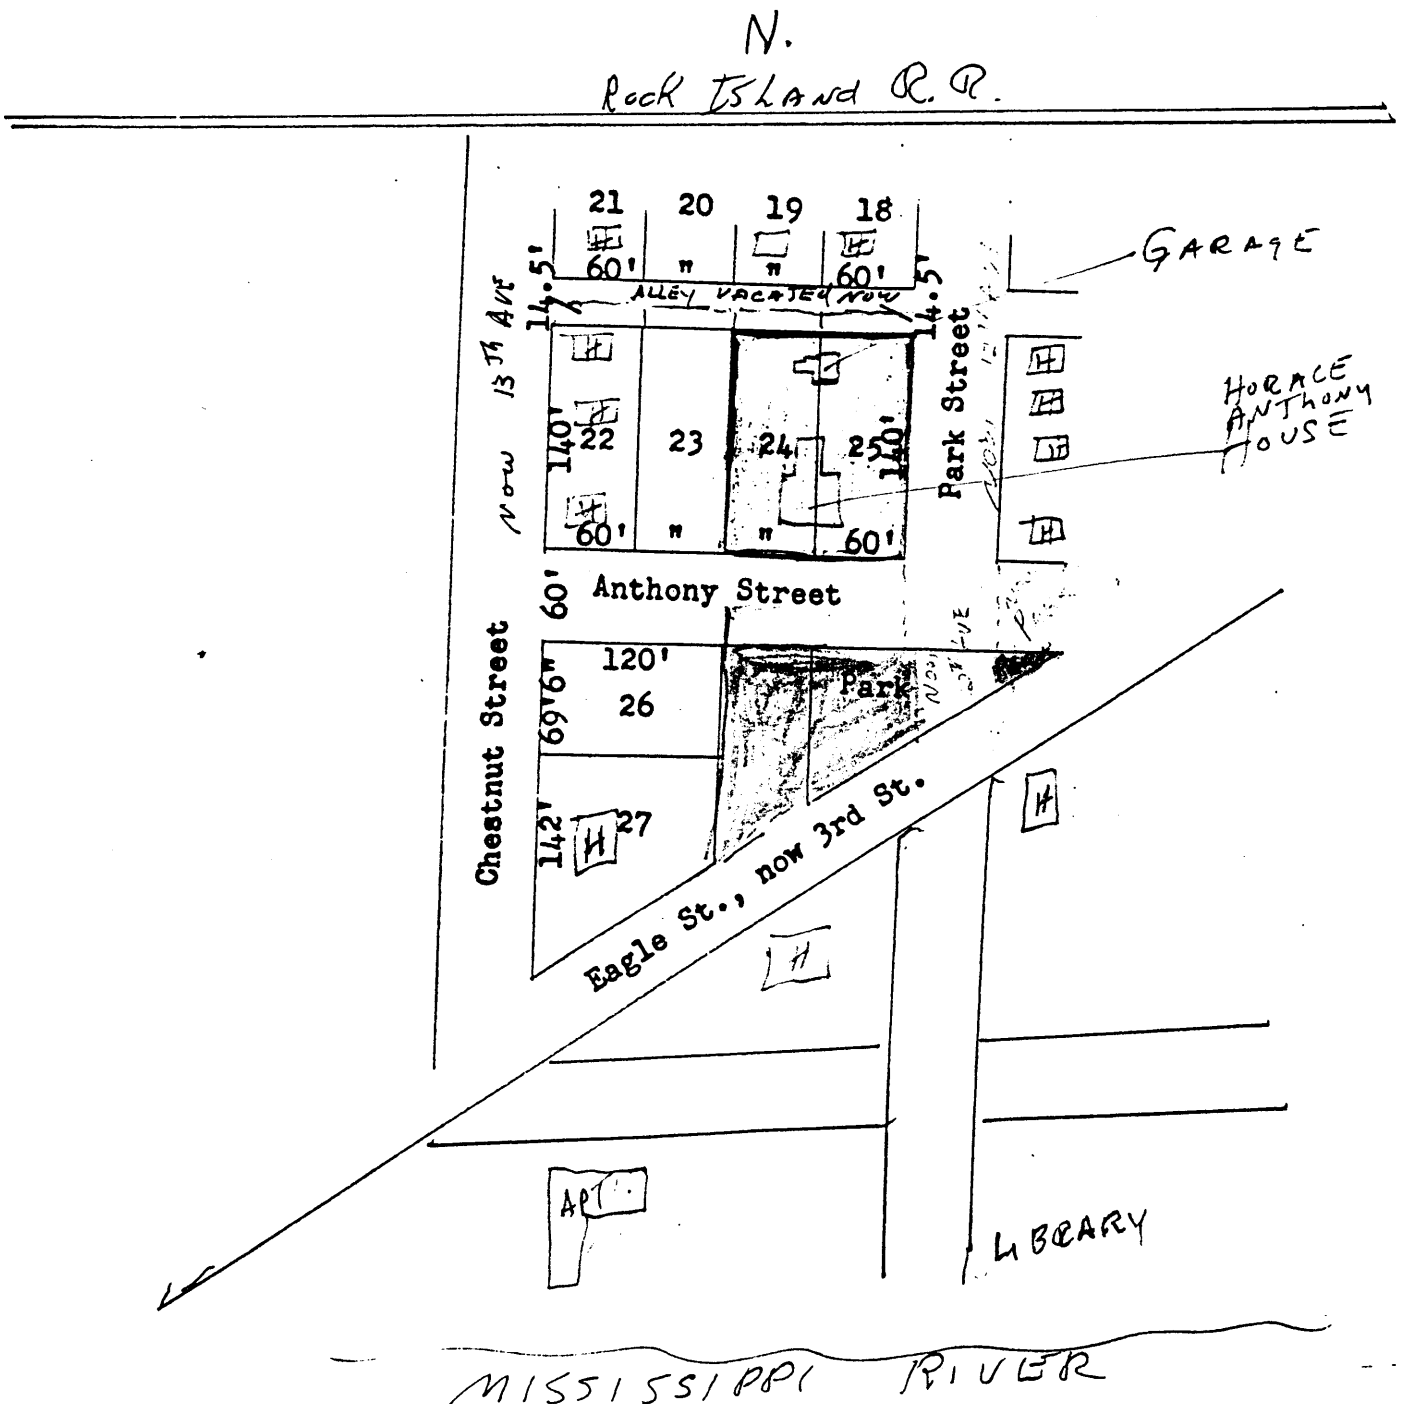 N.
Rock Island R.R.
21 20 19 18
H H
60' " " 60'
14.5' 14.5'
ALLEY VACATED NOW
GARAGE
NOW 13Th AVE
Park Street
NOW
H H
H H
H
H H
HORACE
ANTHONY
HOUSE
140' 22 23 24 25 140'
60' " " 60'
60' Anthony Street
Chestnut Street
120'
69'6" 26
Park
NOW
142' 27
H
H
Eagle St., now 3rd St.
H
APT.
LIBRARY
MISSISSIPPI RIVER